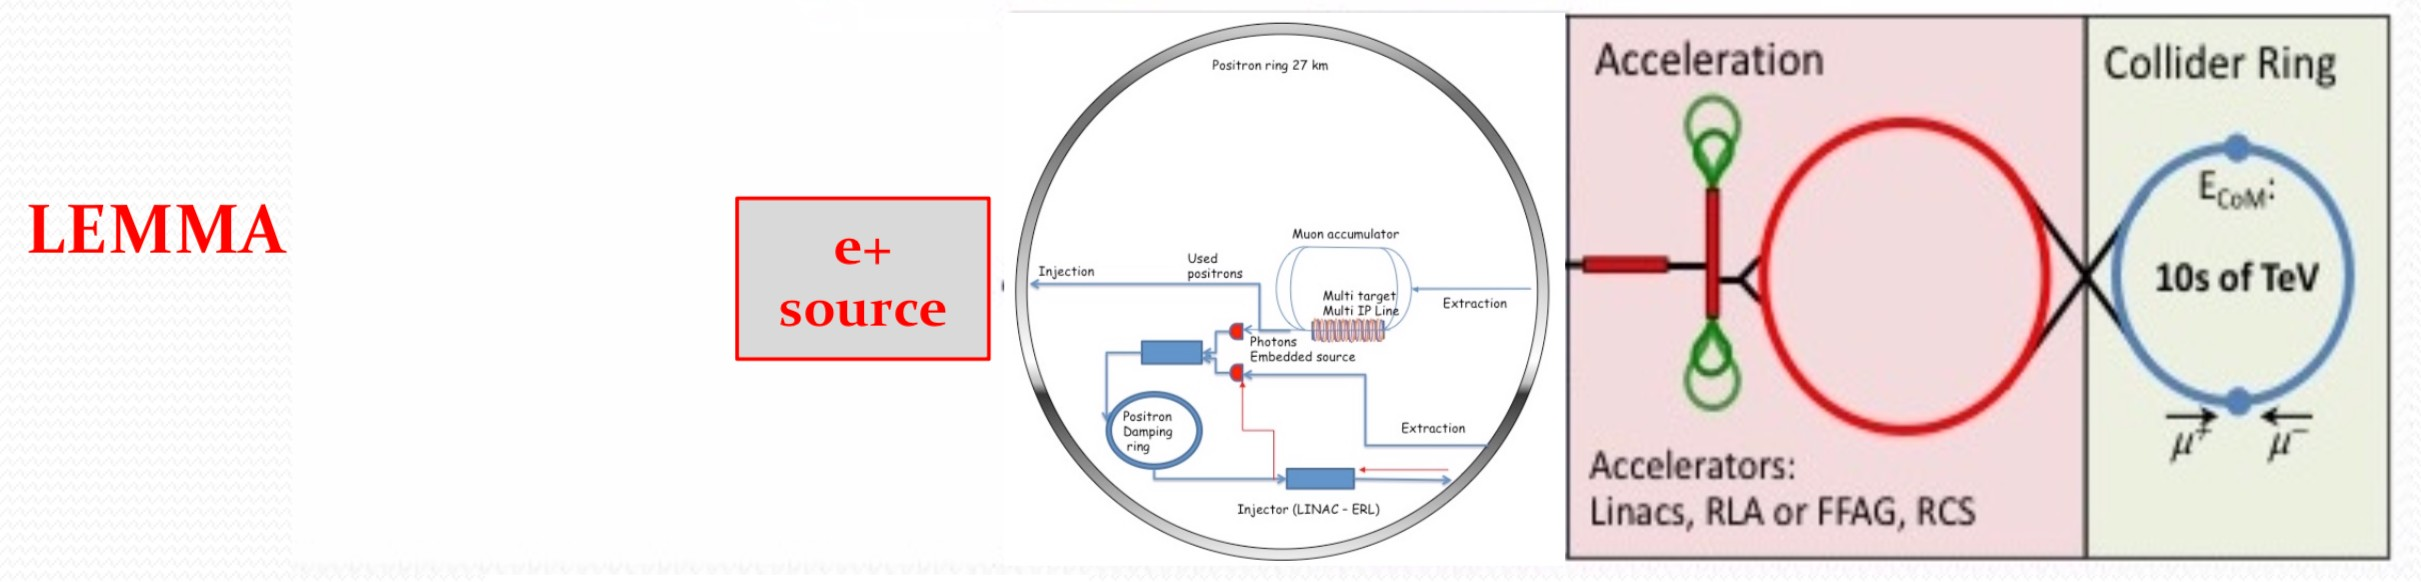 LEMMA
e+
source
Positron ring 27 km
Muon accumulator
Injection
Used
positrons
Multi target
Multi IP Line
Extraction
Photons
Embedded source
Positron
Damping
ring
Extraction
Injector (LINAC - ERL)
Acceleration
Accelerators:
Linacs, RLA or FFAG, RCS
Collider Ring
E_CoM:
10s of TeV
μ⁺ μ⁻